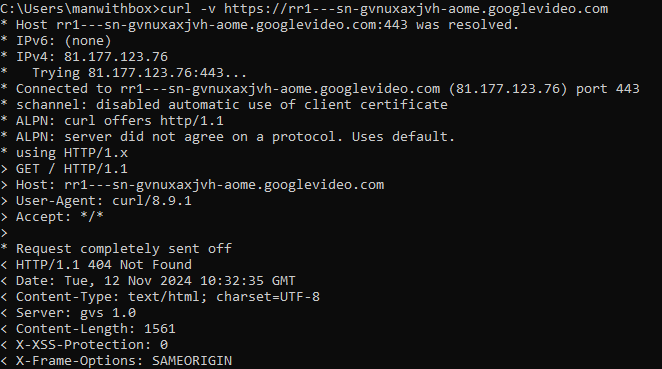 C:\Users\manwithbox>curl -v https://rr1---sn-gvnuxaxjvh-aome.googlevideo.com
* Host rr1---sn-gvnuxaxjvh-aome.googlevideo.com:443 was resolved.
* IPv6: (none)
* IPv4: 81.177.123.76
*   Trying 81.177.123.76:443...
* Connected to rr1---sn-gvnuxaxjvh-aome.googlevideo.com (81.177.123.76) port 443
* schannel: disabled automatic use of client certificate
* ALPN: curl offers http/1.1
* ALPN: server did not agree on a protocol. Uses default.
* using HTTP/1.x
> GET / HTTP/1.1
> Host: rr1---sn-gvnuxaxjvh-aome.googlevideo.com
> User-Agent: curl/8.9.1
> Accept: */*
>
* Request completely sent off
< HTTP/1.1 404 Not Found
< Date: Tue, 12 Nov 2024 10:32:35 GMT
< Content-Type: text/html; charset=UTF-8
< Server: gvs 1.0
< Content-Length: 1561
< X-XSS-Protection: 0
< X-Frame-Options: SAMEORIGIN